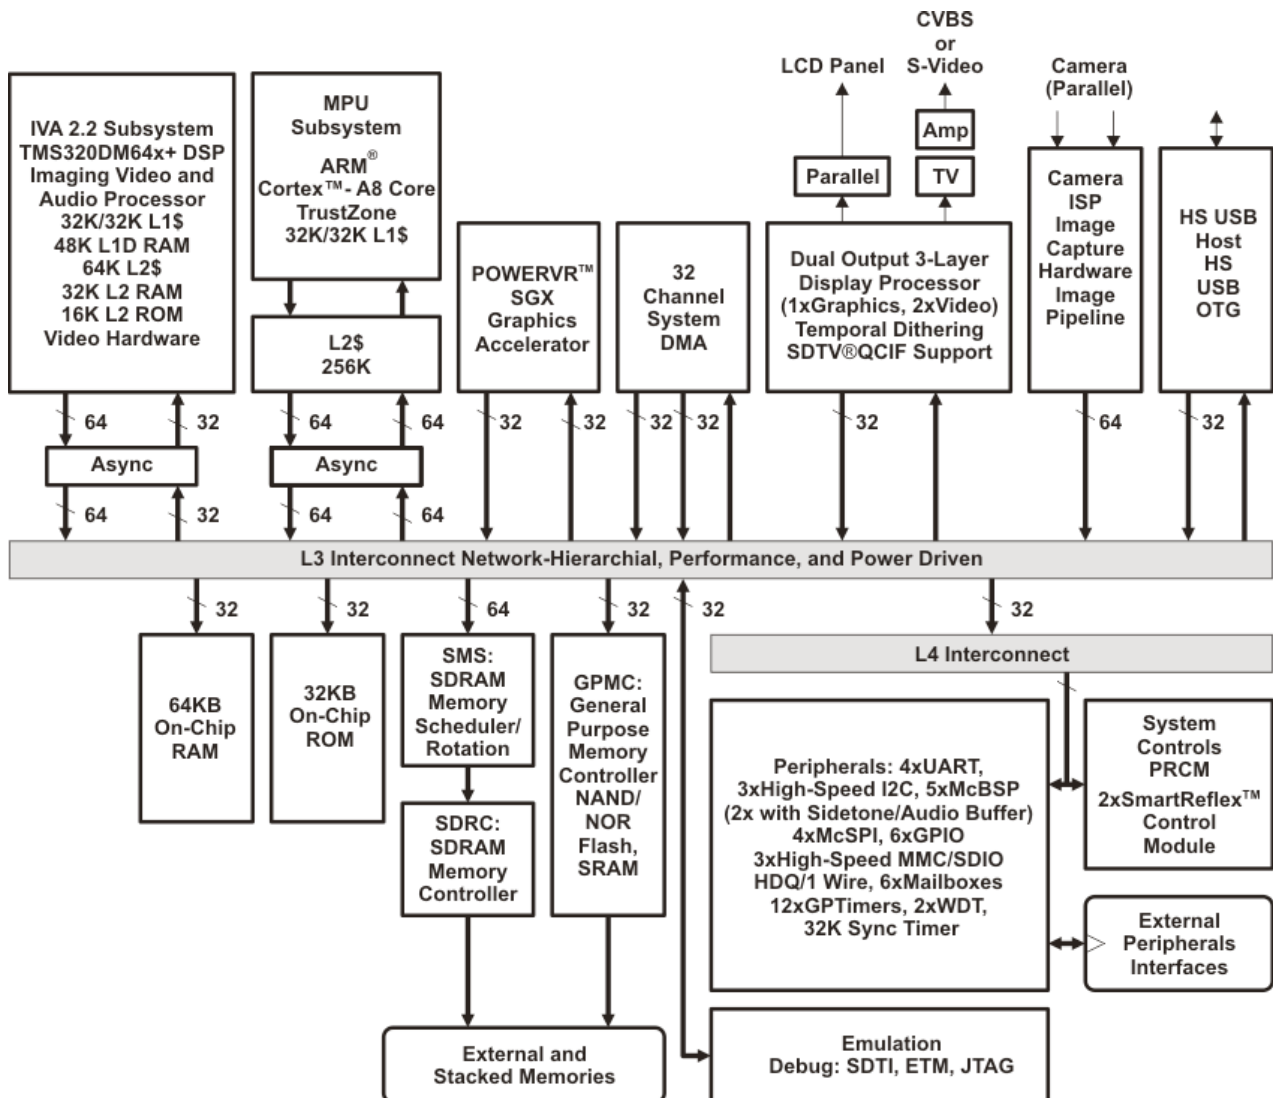 CVBS
or
S-Video
LCD Panel
Camera
(Parallel)
Amp
Parallel
TV
IVA 2.2 Subsystem
TMS320DM64x+ DSP
Imaging Video and
Audio Processor
32K/32K L1$
48K L1D RAM
64K L2$
32K L2 RAM
16K L2 ROM
Video Hardware
MPU
Subsystem
ARM®
Cortex™- A8 Core
TrustZone
32K/32K L1$
L2$
256K
POWERVR™
SGX
Graphics
Accelerator
32
Channel
System
DMA
Dual Output 3-Layer
Display Processor
(1xGraphics, 2xVideo)
Temporal Dithering
SDTV®QCIF Support
Camera
ISP
Image
Capture
Hardware
Image
Pipeline
HS USB
Host
HS
USB
OTG
64
32
64
64
32
32
32
32
32
64
32
Async
Async
64
32
64
64
L3 Interconnect Network-Hierarchial, Performance, and Power Driven
32
32
64
32
32
32
64KB
On-Chip
RAM
32KB
On-Chip
ROM
SMS:
SDRAM
Memory
Scheduler/
Rotation
SDRC:
SDRAM
Memory
Controller
GPMC:
General
Purpose
Memory
Controller
NAND/
NOR
Flash,
SRAM
L4 Interconnect
Peripherals: 4xUART,
3xHigh-Speed I2C, 5xMcBSP
(2x with Sidetone/Audio Buffer)
4xMcSPI, 6xGPIO
3xHigh-Speed MMC/SDIO
HDQ/1 Wire, 6xMailboxes
12xGPTimers, 2xWDT,
32K Sync Timer
System
Controls
PRCM
2xSmartReflex™
Control
Module
External
Peripherals
Interfaces
External and
Stacked Memories
Emulation
Debug: SDTI, ETM, JTAG